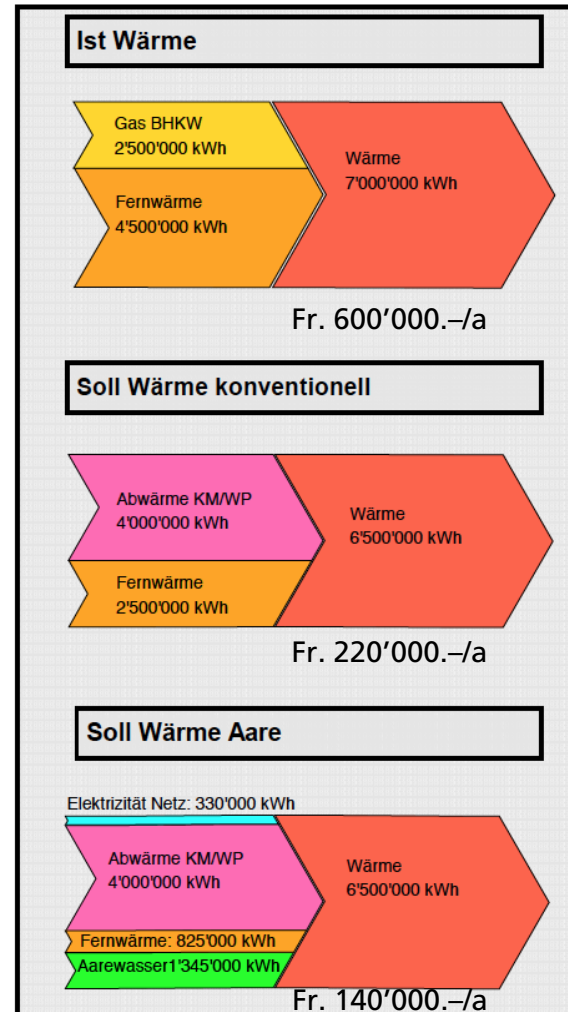 Ist Wärme
Gas BHKW
2'500'000 kWh
Fernwärme
4'500'000 kWh
Wärme
7'000'000 kWh
Fr. 600’000.–/a
Soll Wärme konventionell
Abwärme KM/WP
4'000'000 kWh
Fernwärme
2'500'000 kWh
Wärme
6'500'000 kWh
Fr. 220’000.–/a
Soll Wärme Aare
Elektrizität Netz: 330'000 kWh
Abwärme KM/WP
4'000'000 kWh
Fernwärme: 825'000 kWh
Aarewasser1'345'000 kWh
Wärme
6'500'000 kWh
Fr. 140’000.–/a